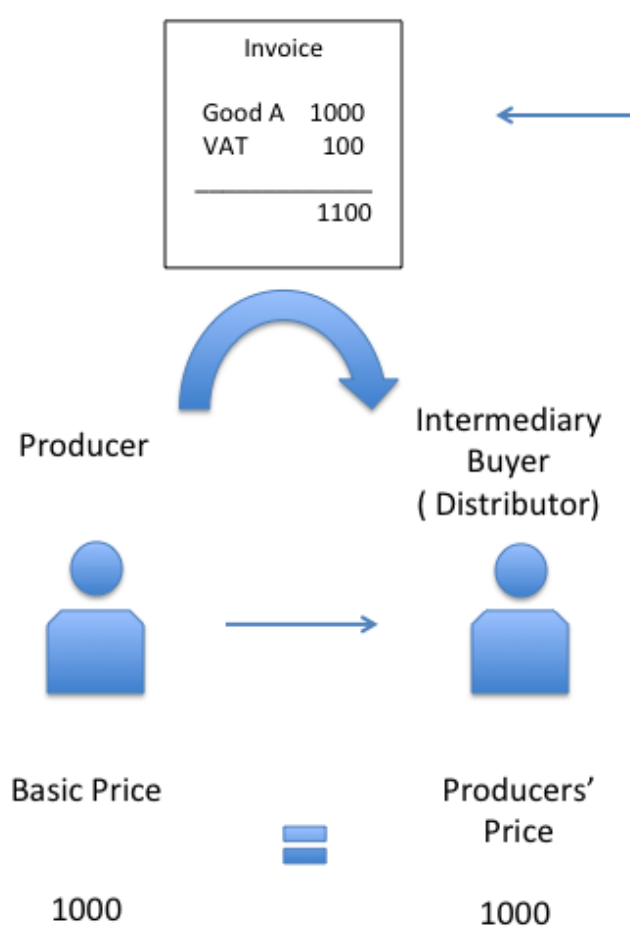 Invoice
Good A 1000
VAT 100
1100
Producer
Intermediary
Buyer
( Distributor)
Basic Price
Producers’
Price
1000
1000